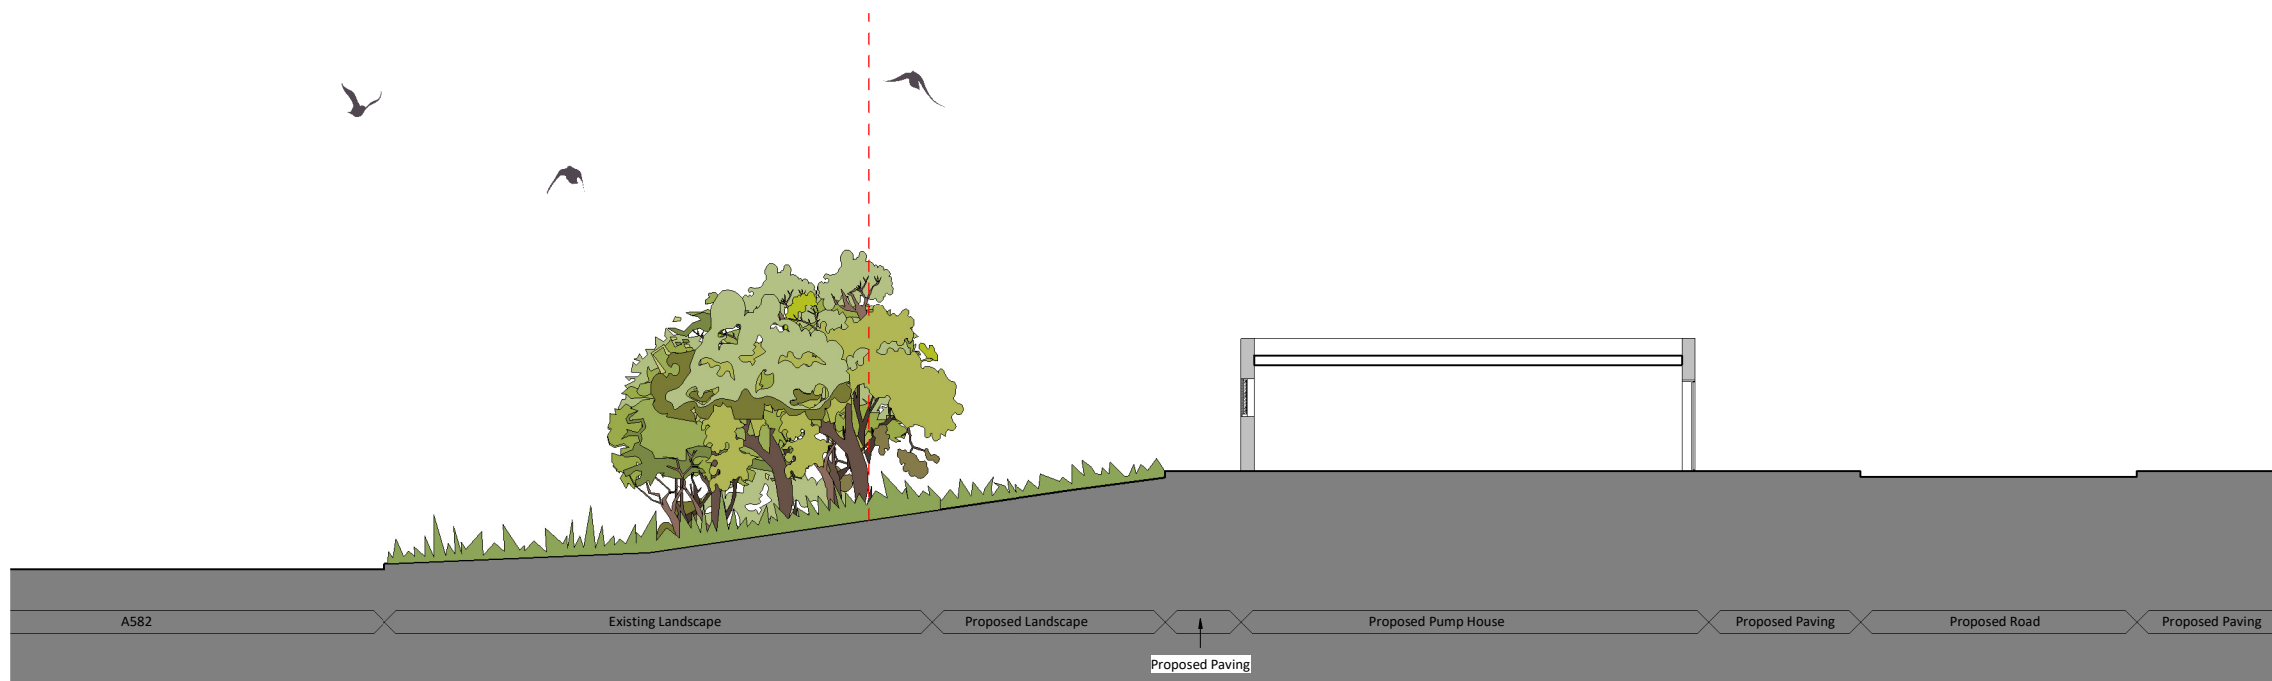 A582
Existing Landscape
Proposed Landscape
Proposed Pump House
Proposed Paving
Proposed Road
Proposed Paving
Proposed Paving